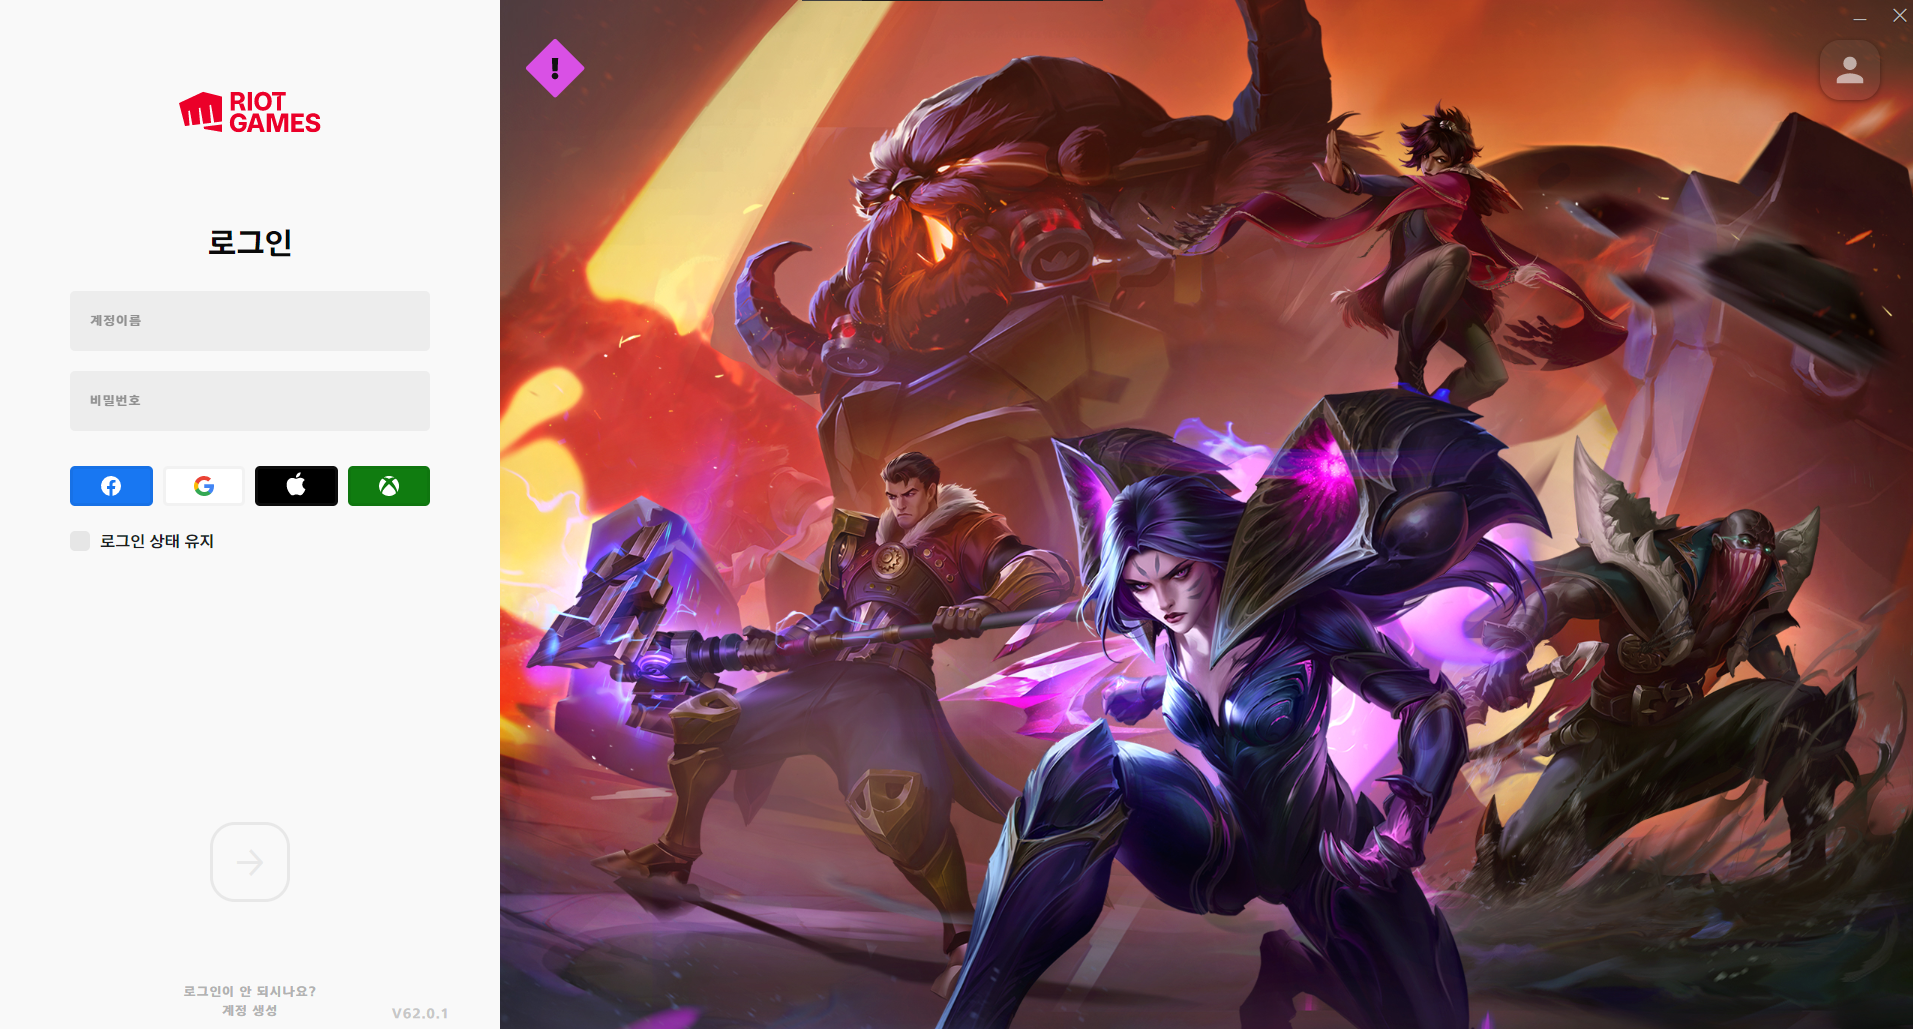 RIOT
GAMES
로그인
계정이름
비밀번호
로그인 상태 유지
로그인이 안 되시나요?
계정 생성
V62.0.1
!